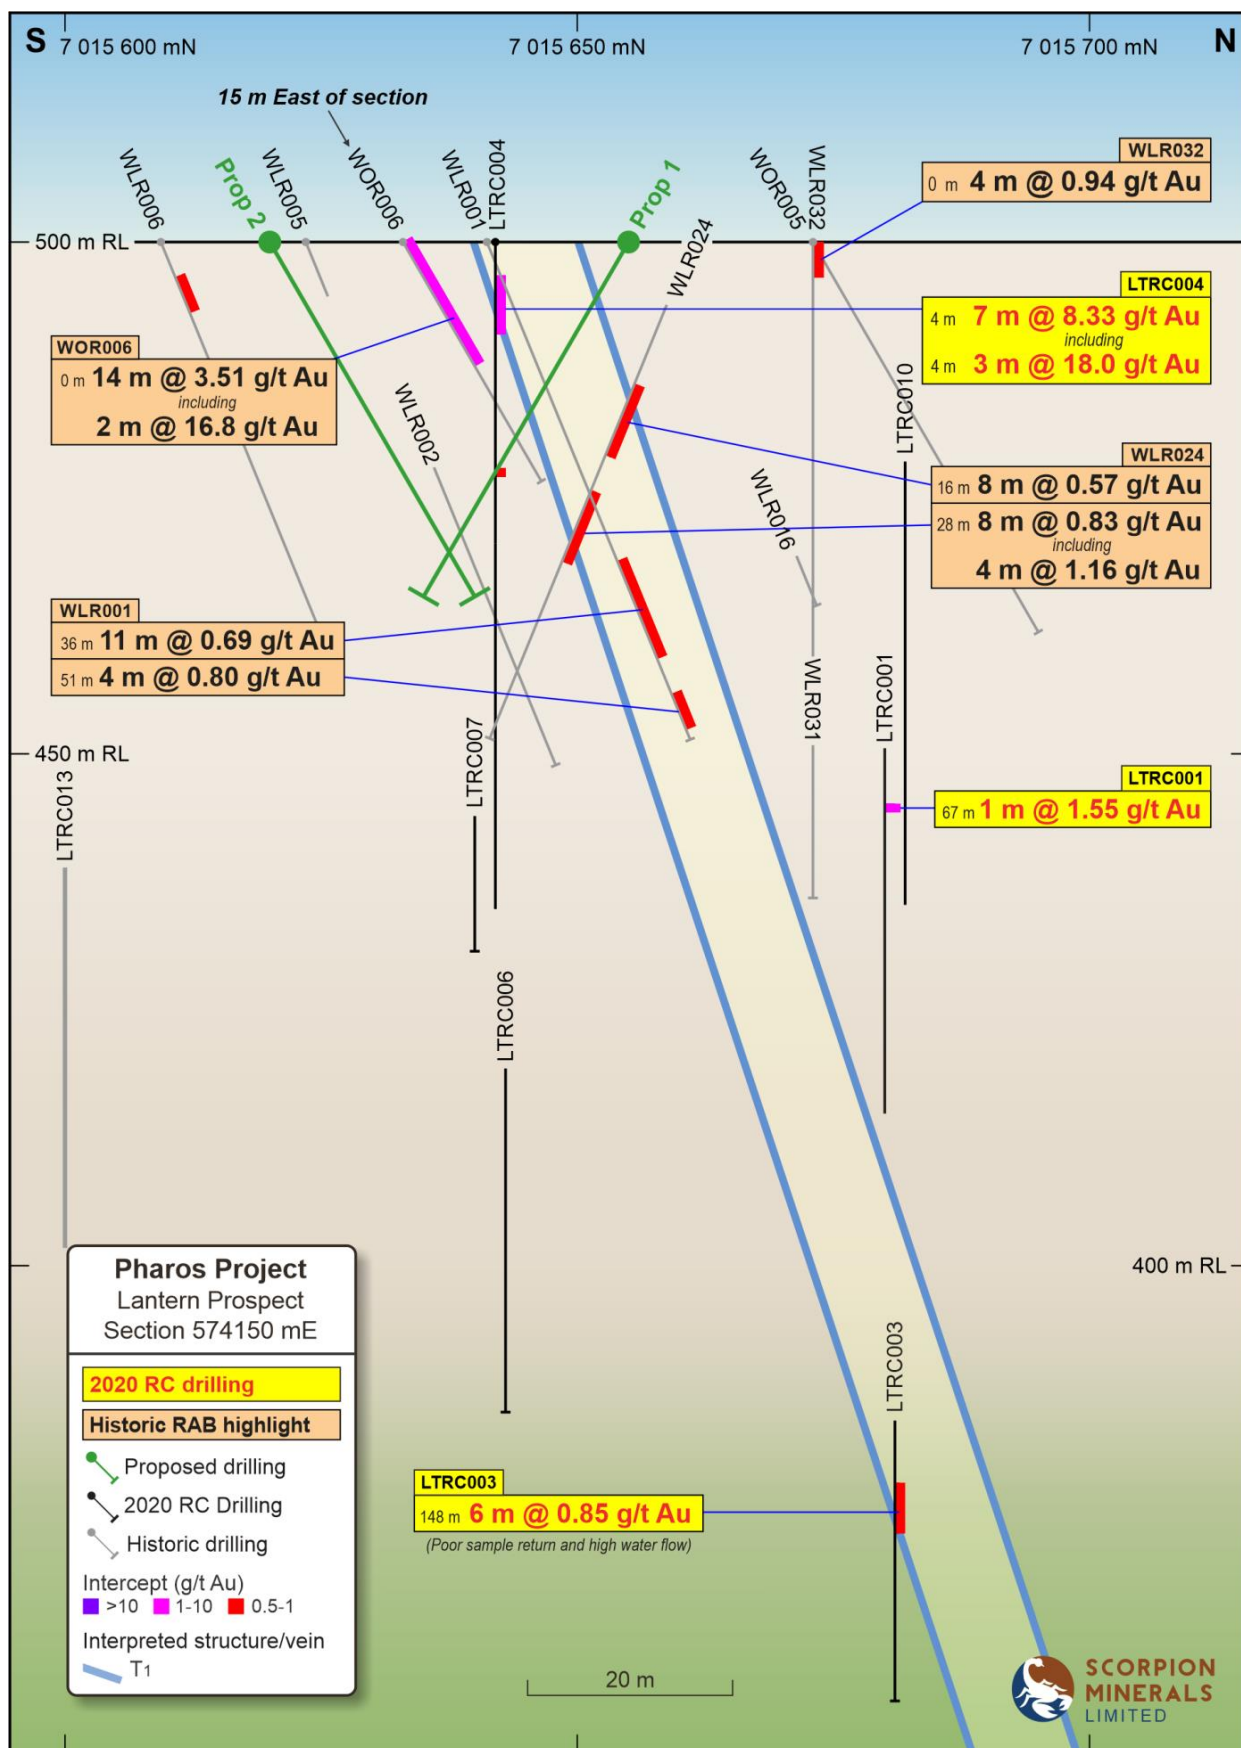 S 7 015 600 mN 7 015 650 mN 7 015 700 mN N
15 m East of section
WLR006
Prop 2
WLR005
WOR006
WLR001
LTRC004
Prop 1
WLR024
WOR005
WLR032
WLR032
0 m 4 m @ 0.94 g/t Au
500 m RL
LTRC004
4 m 7 m @ 8.33 g/t Au
including
4 m 3 m @ 18.0 g/t Au
WOR006
0 m 14 m @ 3.51 g/t Au
including
2 m @ 16.8 g/t Au
WLR002
LTRC010
WLR024
16 m 8 m @ 0.57 g/t Au
28 m 8 m @ 0.83 g/t Au
including
4 m @ 1.16 g/t Au
WLR016
WLR001
36 m 11 m @ 0.69 g/t Au
51 m 4 m @ 0.80 g/t Au
WLR031
LTRC001
LTRC007
450 m RL
LTRC013
LTRC001
67 m 1 m @ 1.55 g/t Au
LTRC006
400 m RL
LTRC003
LTRC003
148 m 6 m @ 0.85 g/t Au
(Poor sample return and high water flow)
Pharos Project
Lantern Prospect
Section 574150 mE
2020 RC drilling
Historic RAB highlight
Proposed drilling
2020 RC Drilling
Historic drilling
Intercept (g/t Au)
>10 1-10 0.5-1
Interpreted structure/vein
T1
20 m
SCORPION
MINERALS
LIMITED